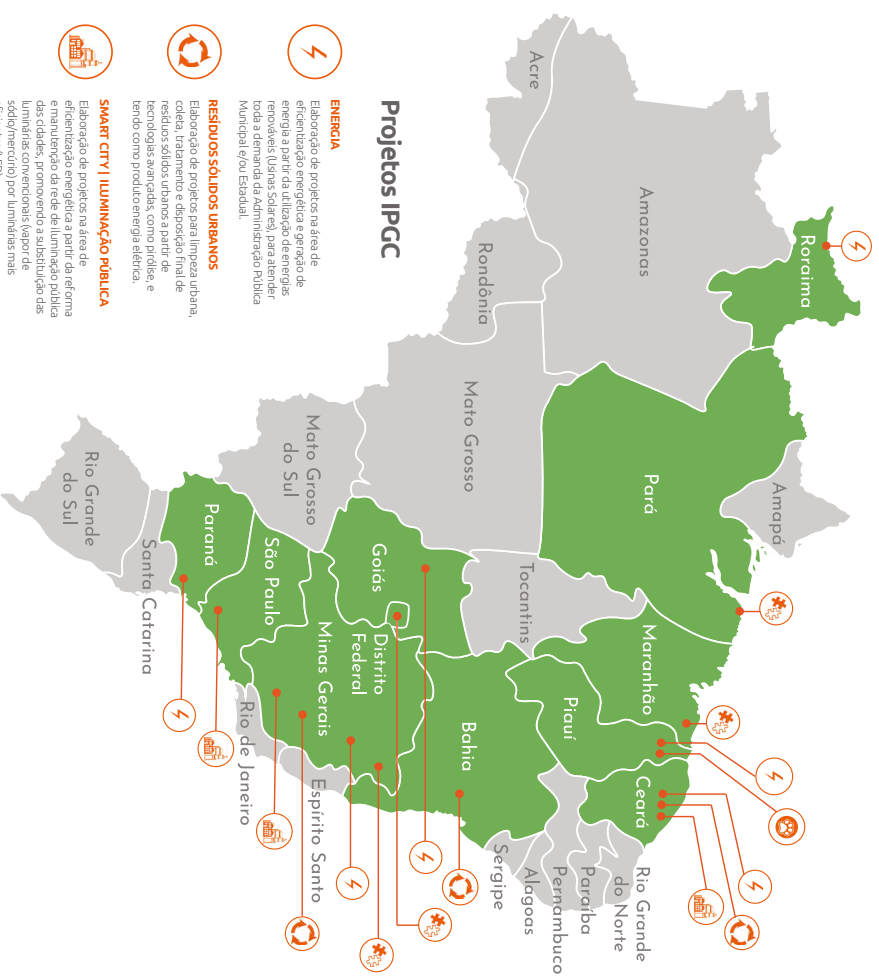 Projetos IPGC
ENERGIA
Elaboração de projetos na área de
eficientização energética e geração de
energia a partir da utilização de energias
renováveis (Usinas Solares), para atender
toda a demanda da Administração Pública
Municipal e/ou Estadual.
RESÍDUOS SÓLIDOS URBANOS
Elaboração de projetos para limpeza urbana,
coleta, tratamento e disposição final de
resíduos sólidos urbanos a partir de
tecnologias avançadas, como pirólise, e
tendo como produto energia elétrica.
SMART CITY | ILUMINAÇÃO PÚBLICA
Elaboração de projetos na área de
eficientização energética a partir da reforma
e manutenção da rede de iluminação pública
das cidades, promovendo a substituição das
luminárias convencionais (vapor de
sódio/mercúrio) por luminárias mais
Roraima
Amapá
Amazonas
Pará
Maranhão
Ceará
Rio Grande
do Norte
Paraíba
Pernambuco
Alagoas
Sergipe
Piauí
Acre
Tocantins
Rondônia
Mato Grosso
Bahia
Goiás
Distrito
Federal
Minas Gerais
Espírito Santo
Mato Grosso
do Sul
São Paulo
Rio de Janeiro
Paraná
Santa Catarina
Rio Grande
do Sul